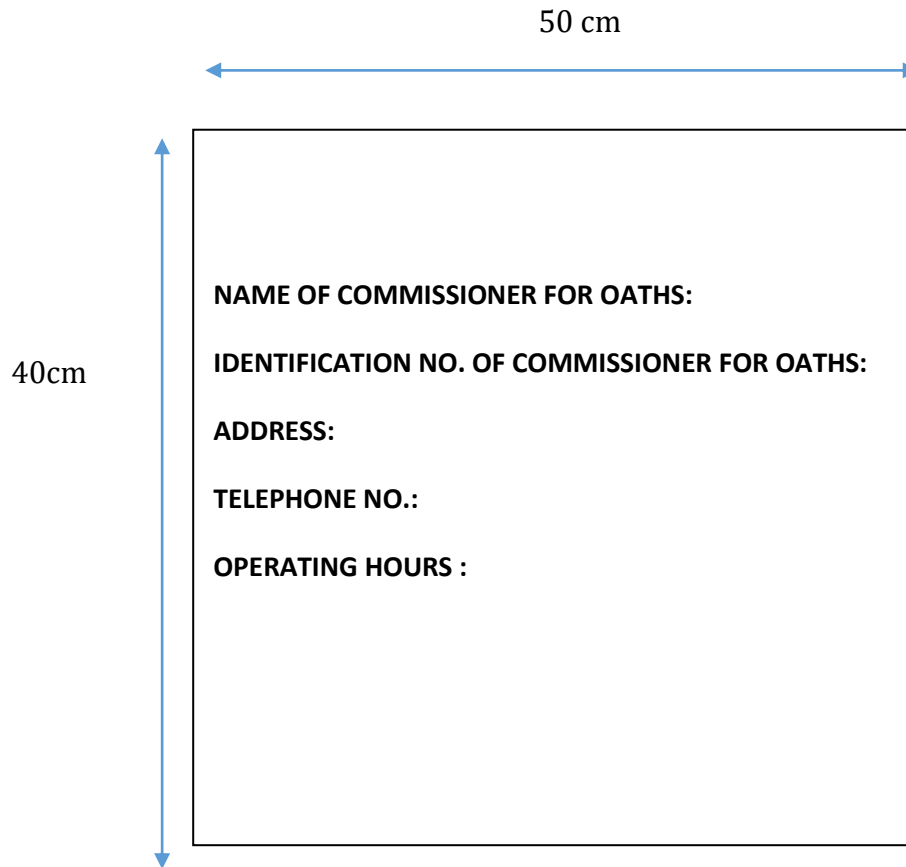 50 cm
NAME OF COMMISSIONER FOR OATHS:
40cm
IDENTIFICATION NO. OF COMMISSIONER FOR OATHS:
ADDRESS:
TELEPHONE NO.:
OPERATING HOURS :